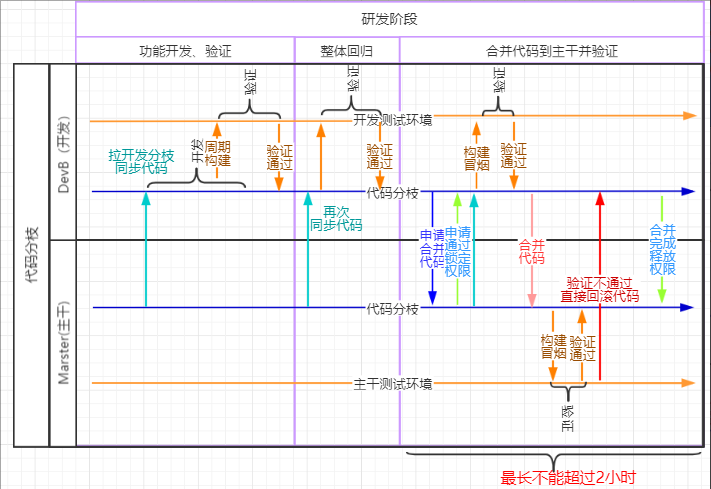 研发阶段
功能开发、验证
整体回归
合并代码到主干并验证
代码分枝
DevB（开发）
Marster(主干)
验证
验证
验证
开发测试环境
开发
周期
构建
验证
通过
验证
通过
构建
冒烟
验证
通过
拉开发分枝
同步代码
代码分枝
再次
同步代码
申请
合并
代码
申请
通过
锁定
权限
合并
代码
验证不通过
直接回滚代码
合并
完成
释放
权限
代码分枝
构建
冒烟
验证
通过
主干测试环境
验证
最长不能超过2小时